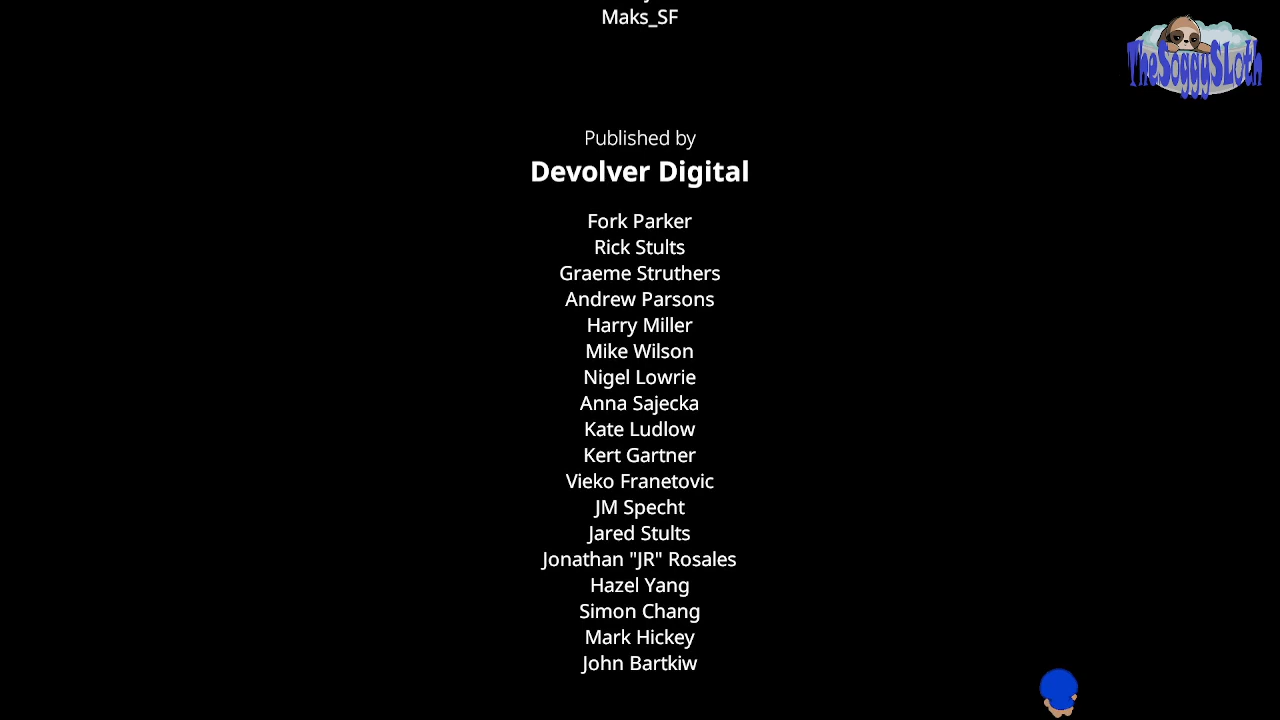 Maks_SF
TheSoggySLoth
Published by
Devolver Digital
Fork Parker
Rick Stults
Graeme Struthers
Andrew Parsons
Harry Miller
Mike Wilson
Nigel Lowrie
Anna Sajecka
Kate Ludlow
Kert Gartner
Vieko Franetovic
JM Specht
Jared Stults
Jonathan "JR" Rosales
Hazel Yang
Simon Chang
Mark Hickey
John Bartkiw